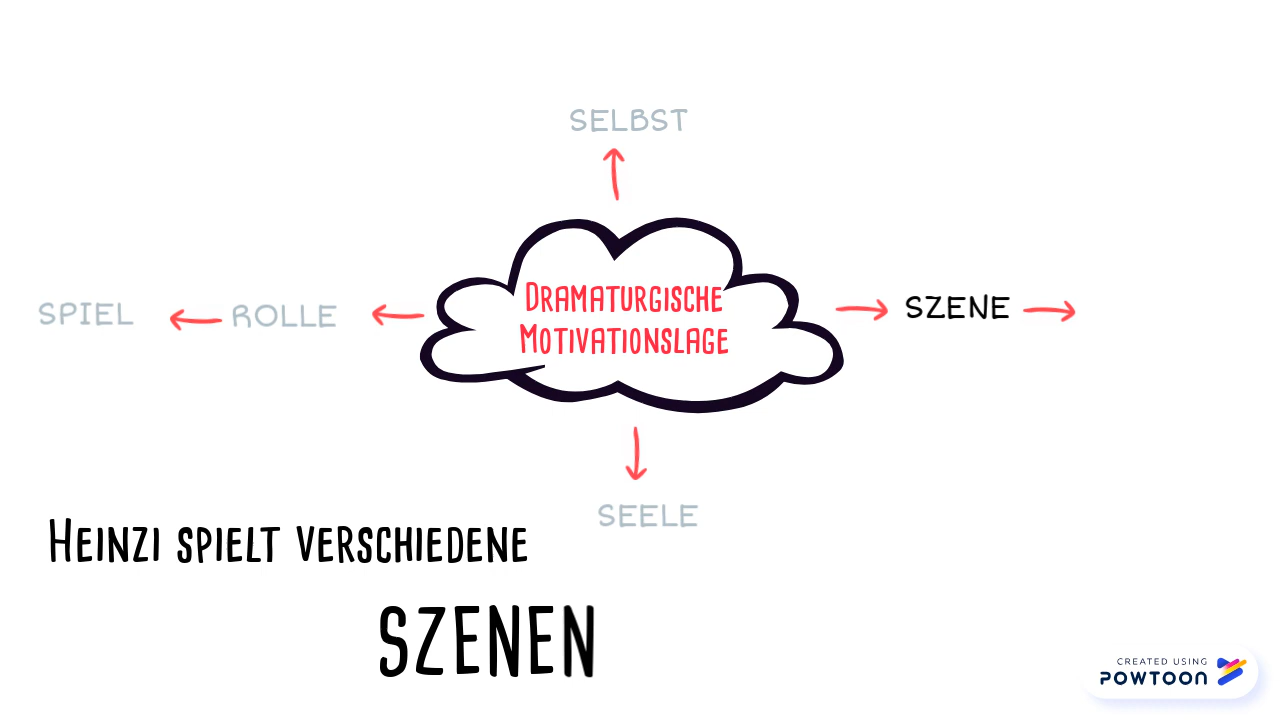 SELBST
DRAMATURGISCHE
MOTIVATIONSLAGE
SPIEL ROLLE SZENE
SEELE
HEINZI SPIELT VERSCHIEDENE
SZENEN
CREATED USING
POWTOON